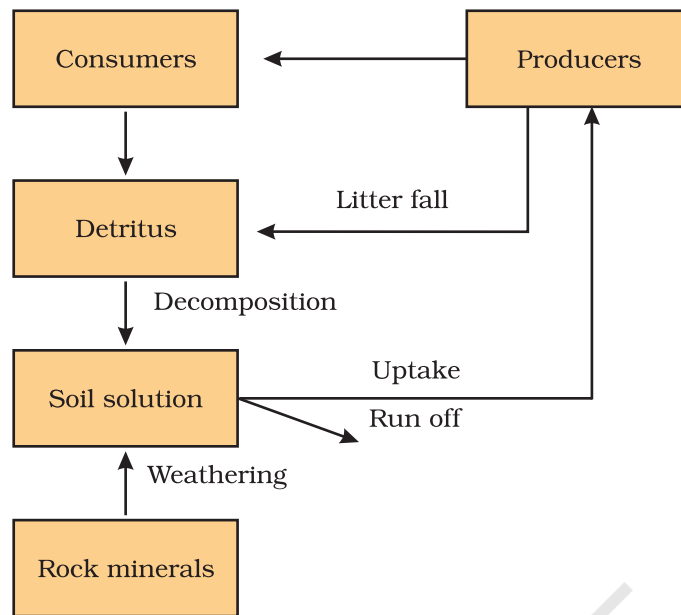 Consumers
Producers
Litter fall
Detritus
Decomposition
Uptake
Soil solution
Run off
Weathering
Rock minerals